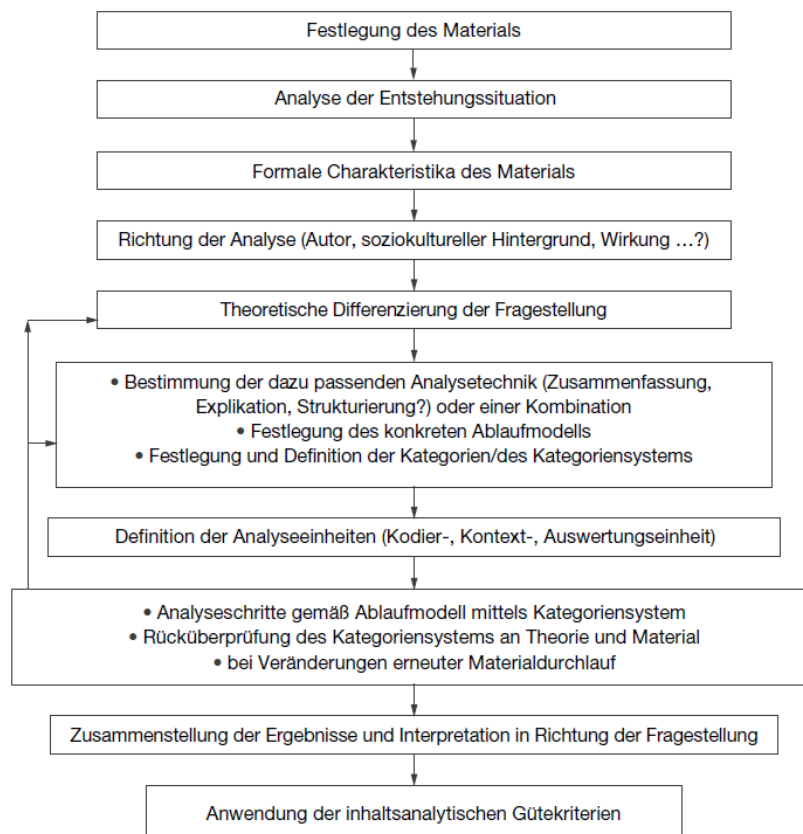 Festlegung des Materials
Analyse der Entstehungssituation
Formale Charakteristika des Materials
Richtung der Analyse (Autor, soziokultureller Hintergrund, Wirkung ...?)
Theoretische Differenzierung der Fragestellung
• Bestimmung der dazu passenden Analysetechnik (Zusammenfassung,
Explikation, Strukturierung?) oder einer Kombination
• Festlegung des konkreten Ablaufmodells
• Festlegung und Definition der Kategorien/des Kategoriensystems
Definition der Analyseeinheiten (Kodier-, Kontext-, Auswertungseinheit)
• Analyseschritte gemäß Ablaufmodell mittels Kategoriensystem
• Rücküberprüfung des Kategoriensystems an Theorie und Material
• bei Veränderungen erneuter Materialdurchlauf
Zusammenstellung der Ergebnisse und Interpretation in Richtung der Fragestellung
Anwendung der inhaltsanalytischen Gütekriterien